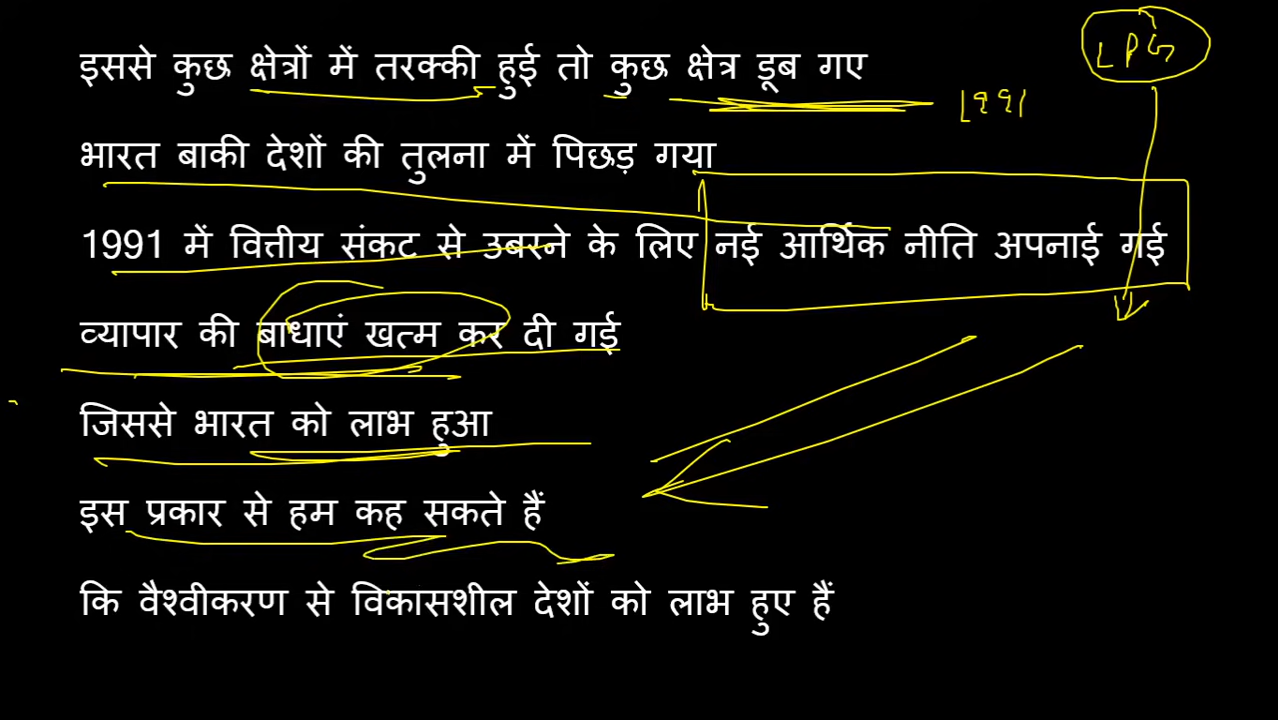 LPG
इससे कुछ क्षेत्रों में तरक्की हुई तो कुछ क्षेत्र डूब गए
1991
भारत बाकी देशों की तुलना में पिछड़ गया
1991 में वित्तीय संकट से उबरने के लिए नई आर्थिक नीति अपनाई गई
व्यापार की बाधाएं खत्म कर दी गई
जिससे भारत को लाभ हुआ
इस प्रकार से हम कह सकते हैं
कि वैश्वीकरण से विकासशील देशों को लाभ हुए हैं